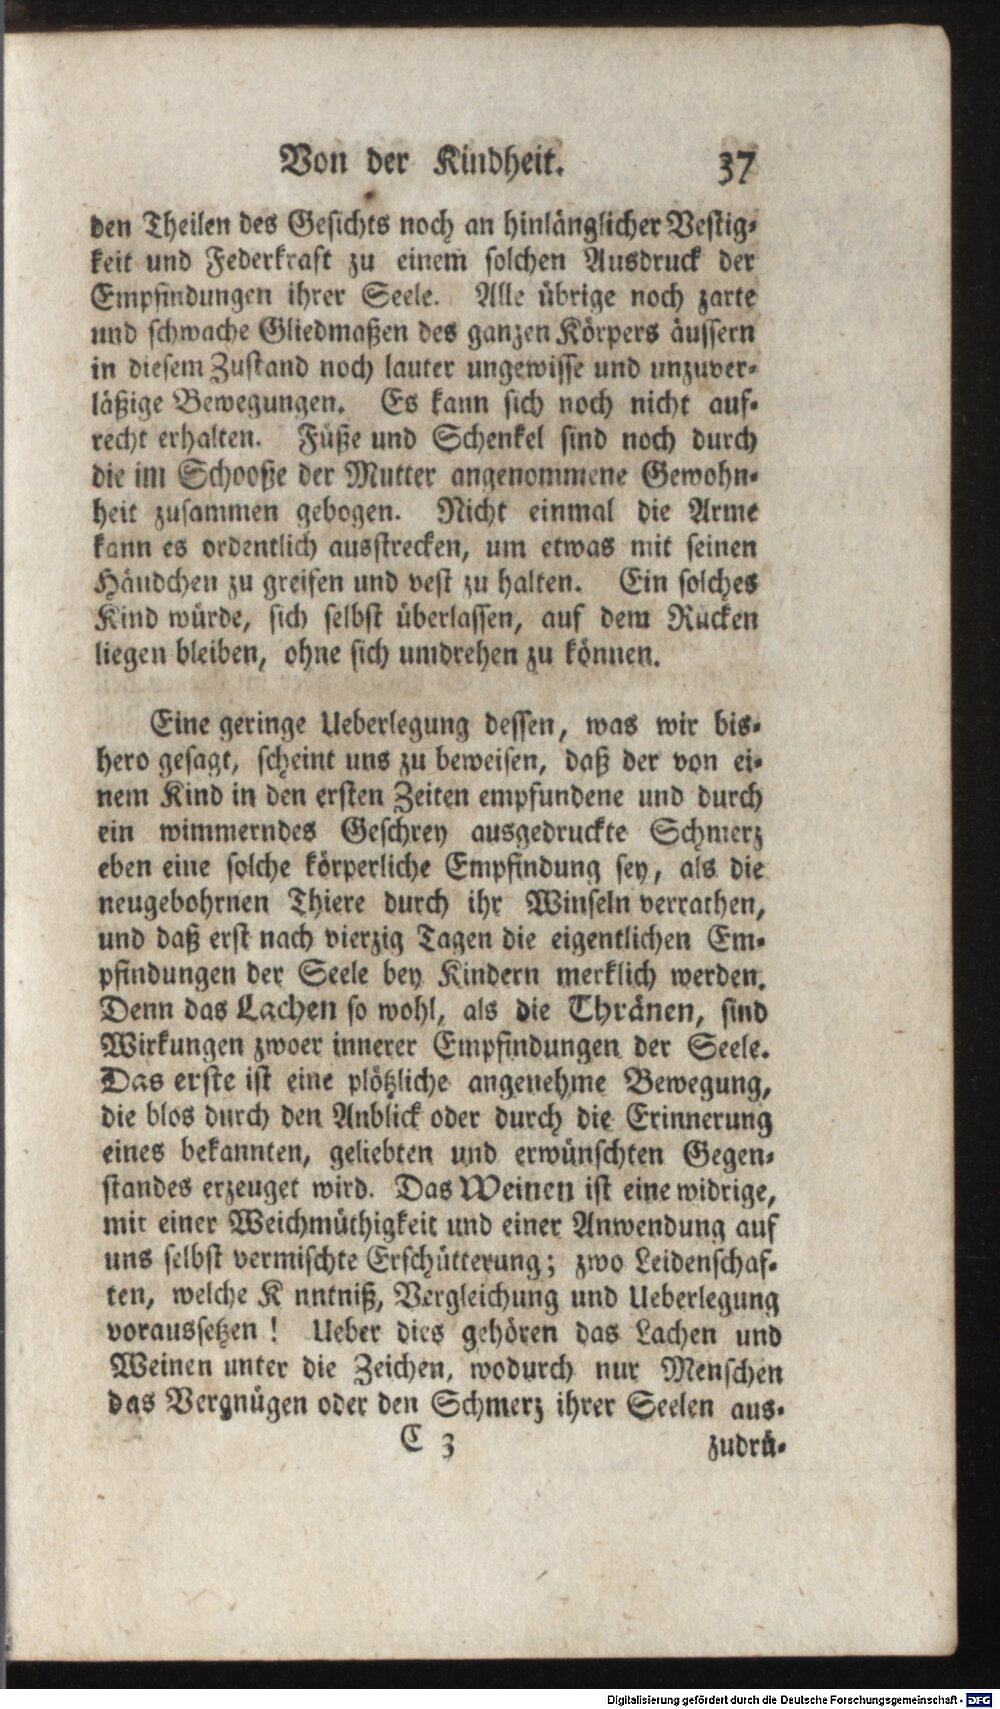 Von der Kindheit. 37
den Theilen des Gesichts noch an hinlänglicher Vestig-
keit und Federkraft zu einem solchen Ausdruck der
Empfindungen ihrer Seele. Alle übrige noch zarte
und schwache Gliedmaßen des ganzen Körpers äussern
in diesem Zustand noch lauter ungewisse und unzuver-
läßige Bewegungen. Es kann sich noch nicht auf-
recht erhalten. Füße und Schenkel sind noch durch
die im Schooße der Mutter angenommene Gewohn-
heit zusammen gebogen. Nicht einmal die Arme
kann es ordentlich ausstrecken, um etwas mit seinen
Händchen zu greifen und vest zu halten. Ein solches
Kind würde, sich selbst überlassen, auf dem Rücken
liegen bleiben, ohne sich umdrehen zu können.
Eine geringe Ueberlegung dessen, was wir bis-
hero gesagt, scheint uns zu beweisen, daß der von ei-
nem Kind in den ersten Zeiten empfundene und durch
ein wimmerndes Geschrey ausgedruckte Schmerz
eben eine solche körperliche Empfindung sey, als die
neugebohrnen Thiere durch ihr Winseln verrathen,
und daß erst nach vierzig Tagen die eigentlichen Em-
pfindungen der Seele bey Kindern merklich werden.
Denn das Lachen so wohl, als die Thränen, sind
Wirkungen zwoer innerer Empfindungen der Seele.
Das erste ist eine plötzliche angenehme Bewegung,
die blos durch den Anblick oder durch die Erinnerung
eines bekannten, geliebten und erwünschten Gegen-
standes erzeuget wird. Das Weinen ist eine widrige,
mit einer Weichmüthigkeit und einer Anwendung auf
uns selbst vermischte Erschütterung; zwo Leidenschaf-
ten, welche K nntniß, Vergleichung und Ueberlegung
voraussetzen! Ueber dies gehören das Lachen und
Weinen unter die Zeichen, wodurch nur Menschen
das Vergnügen oder den Schmerz ihrer Seelen aus-
C 3 zudrü-
Digitalisierung gefördert durch die Deutsche Forschungsgemeinschaft - DFG